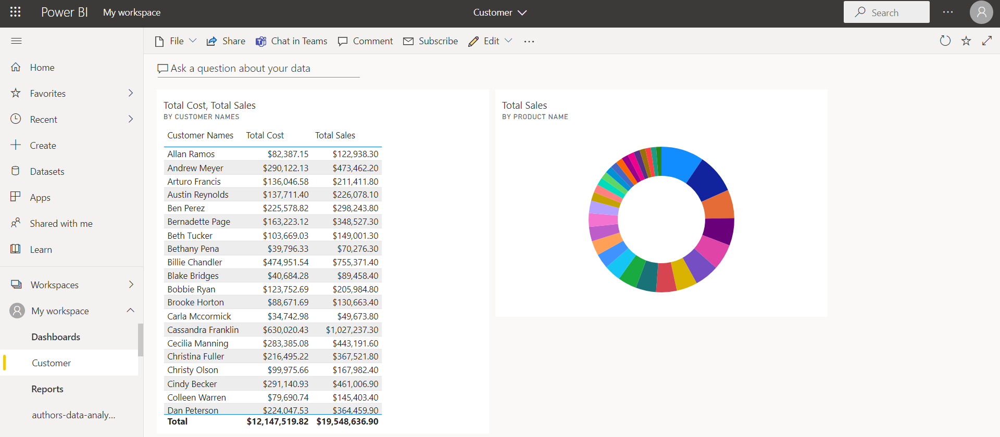 Power BI My workspace Customer Search
File Share Chat in Teams Comment Subscribe Edit
Home
Favorites
Recent
Create
Datasets
Apps
Shared with me
Learn
Workspaces
My workspace
Dashboards
Customer
Reports
authors-data-analy...
Ask a question about your data
Total Cost, Total Sales
BY CUSTOMER NAMES
Customer Names Total Cost Total Sales
Allan Ramos $82,387.15 $122,938.30
Andrew Meyer $290,122.13 $473,462.20
Arturo Francis $136,046.58 $211,411.80
Austin Reynolds $137,711.40 $226,078.10
Ben Perez $225,578.82 $298,243.80
Bernadette Page $163,223.12 $348,527.30
Beth Tucker $103,669.03 $149,001.30
Bethany Pena $39,796.33 $70,276.30
Billie Chandler $474,951.54 $755,371.40
Blake Bridges $40,684.28 $89,458.40
Bobbie Ryan $123,752.69 $205,984.80
Brooke Horton $88,671.69 $130,663.40
Carla Mccormick $34,742.98 $49,673.80
Cassandra Franklin $630,020.43 $1,027,237.30
Cecilia Manning $283,385.08 $443,191.60
Christina Fuller $216,495.22 $367,521.80
Christy Olson $99,975.66 $167,982.40
Cindy Becker $291,140.93 $461,006.90
Colleen Warren $79,690.74 $145,403.40
Dan Peterson $224,047.53 $364,459.90
Total $12,147,519.82 $19,548,636.90
Total Sales
BY PRODUCT NAME